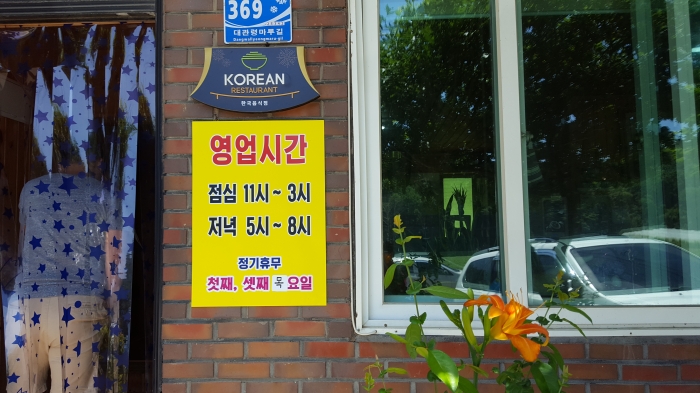 369
대관령마루길
Daegwallyeongmaru-gil
KOREAN
RESTAURANT
한국음식점
영업시간
점심 11시~3시
저녁 5시~8시
정기휴무
첫째, 셋째 목요일